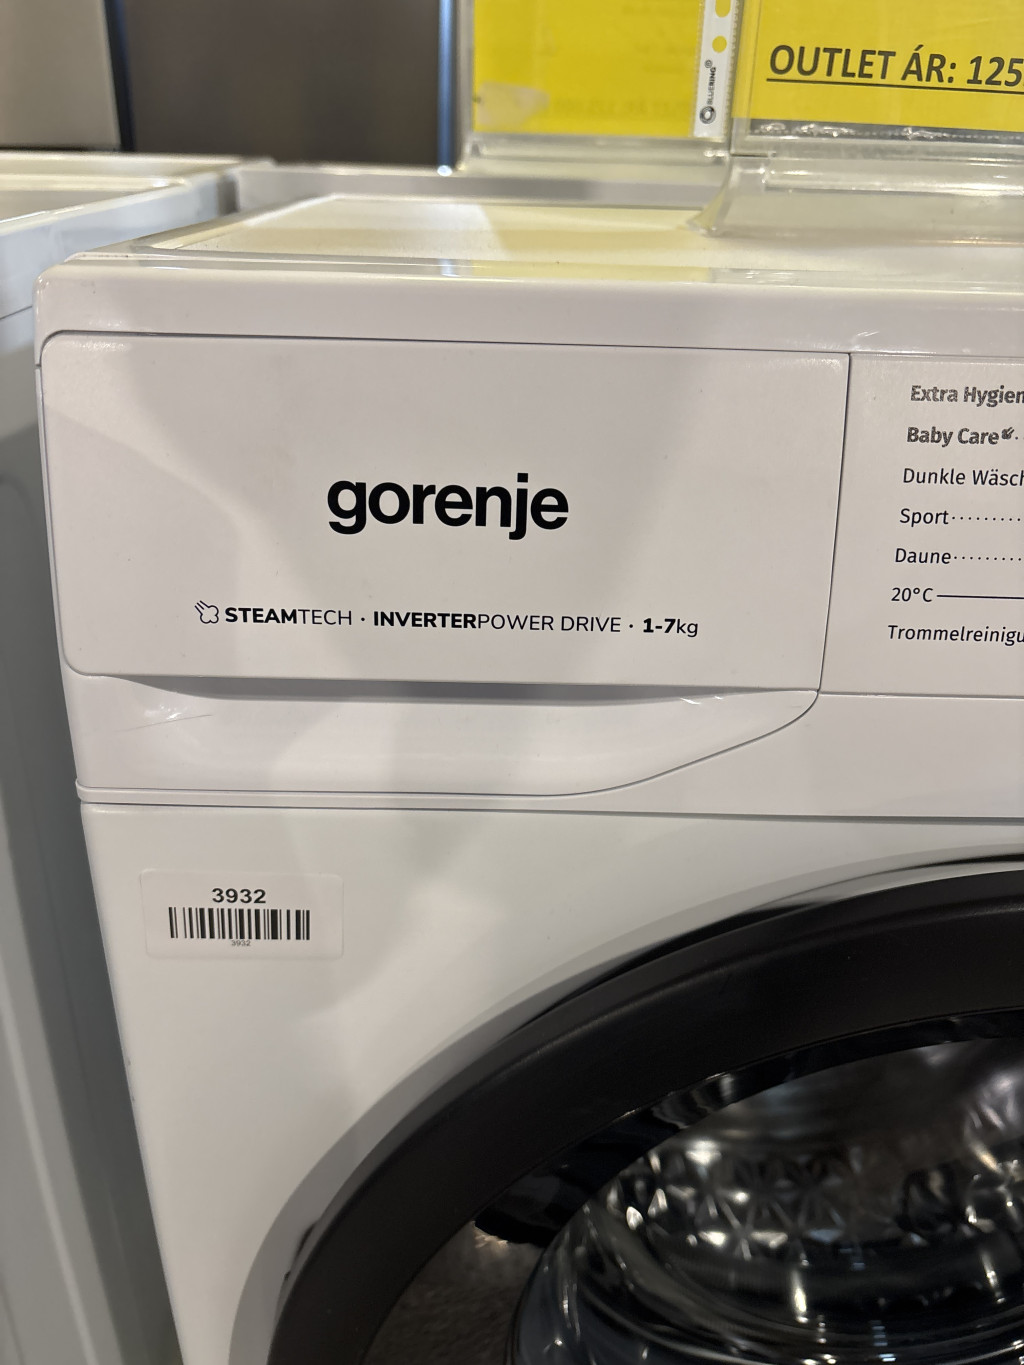 OUTLET ÁR: 125
BLUERING®
gorenje
STEAMTECH · INVERTERPOWER DRIVE · 1-7kg
Extra Hygien
Baby Care
Dunkle Wäsch
Sport
Daune
20°C
Trommelreinigu
3932
3932